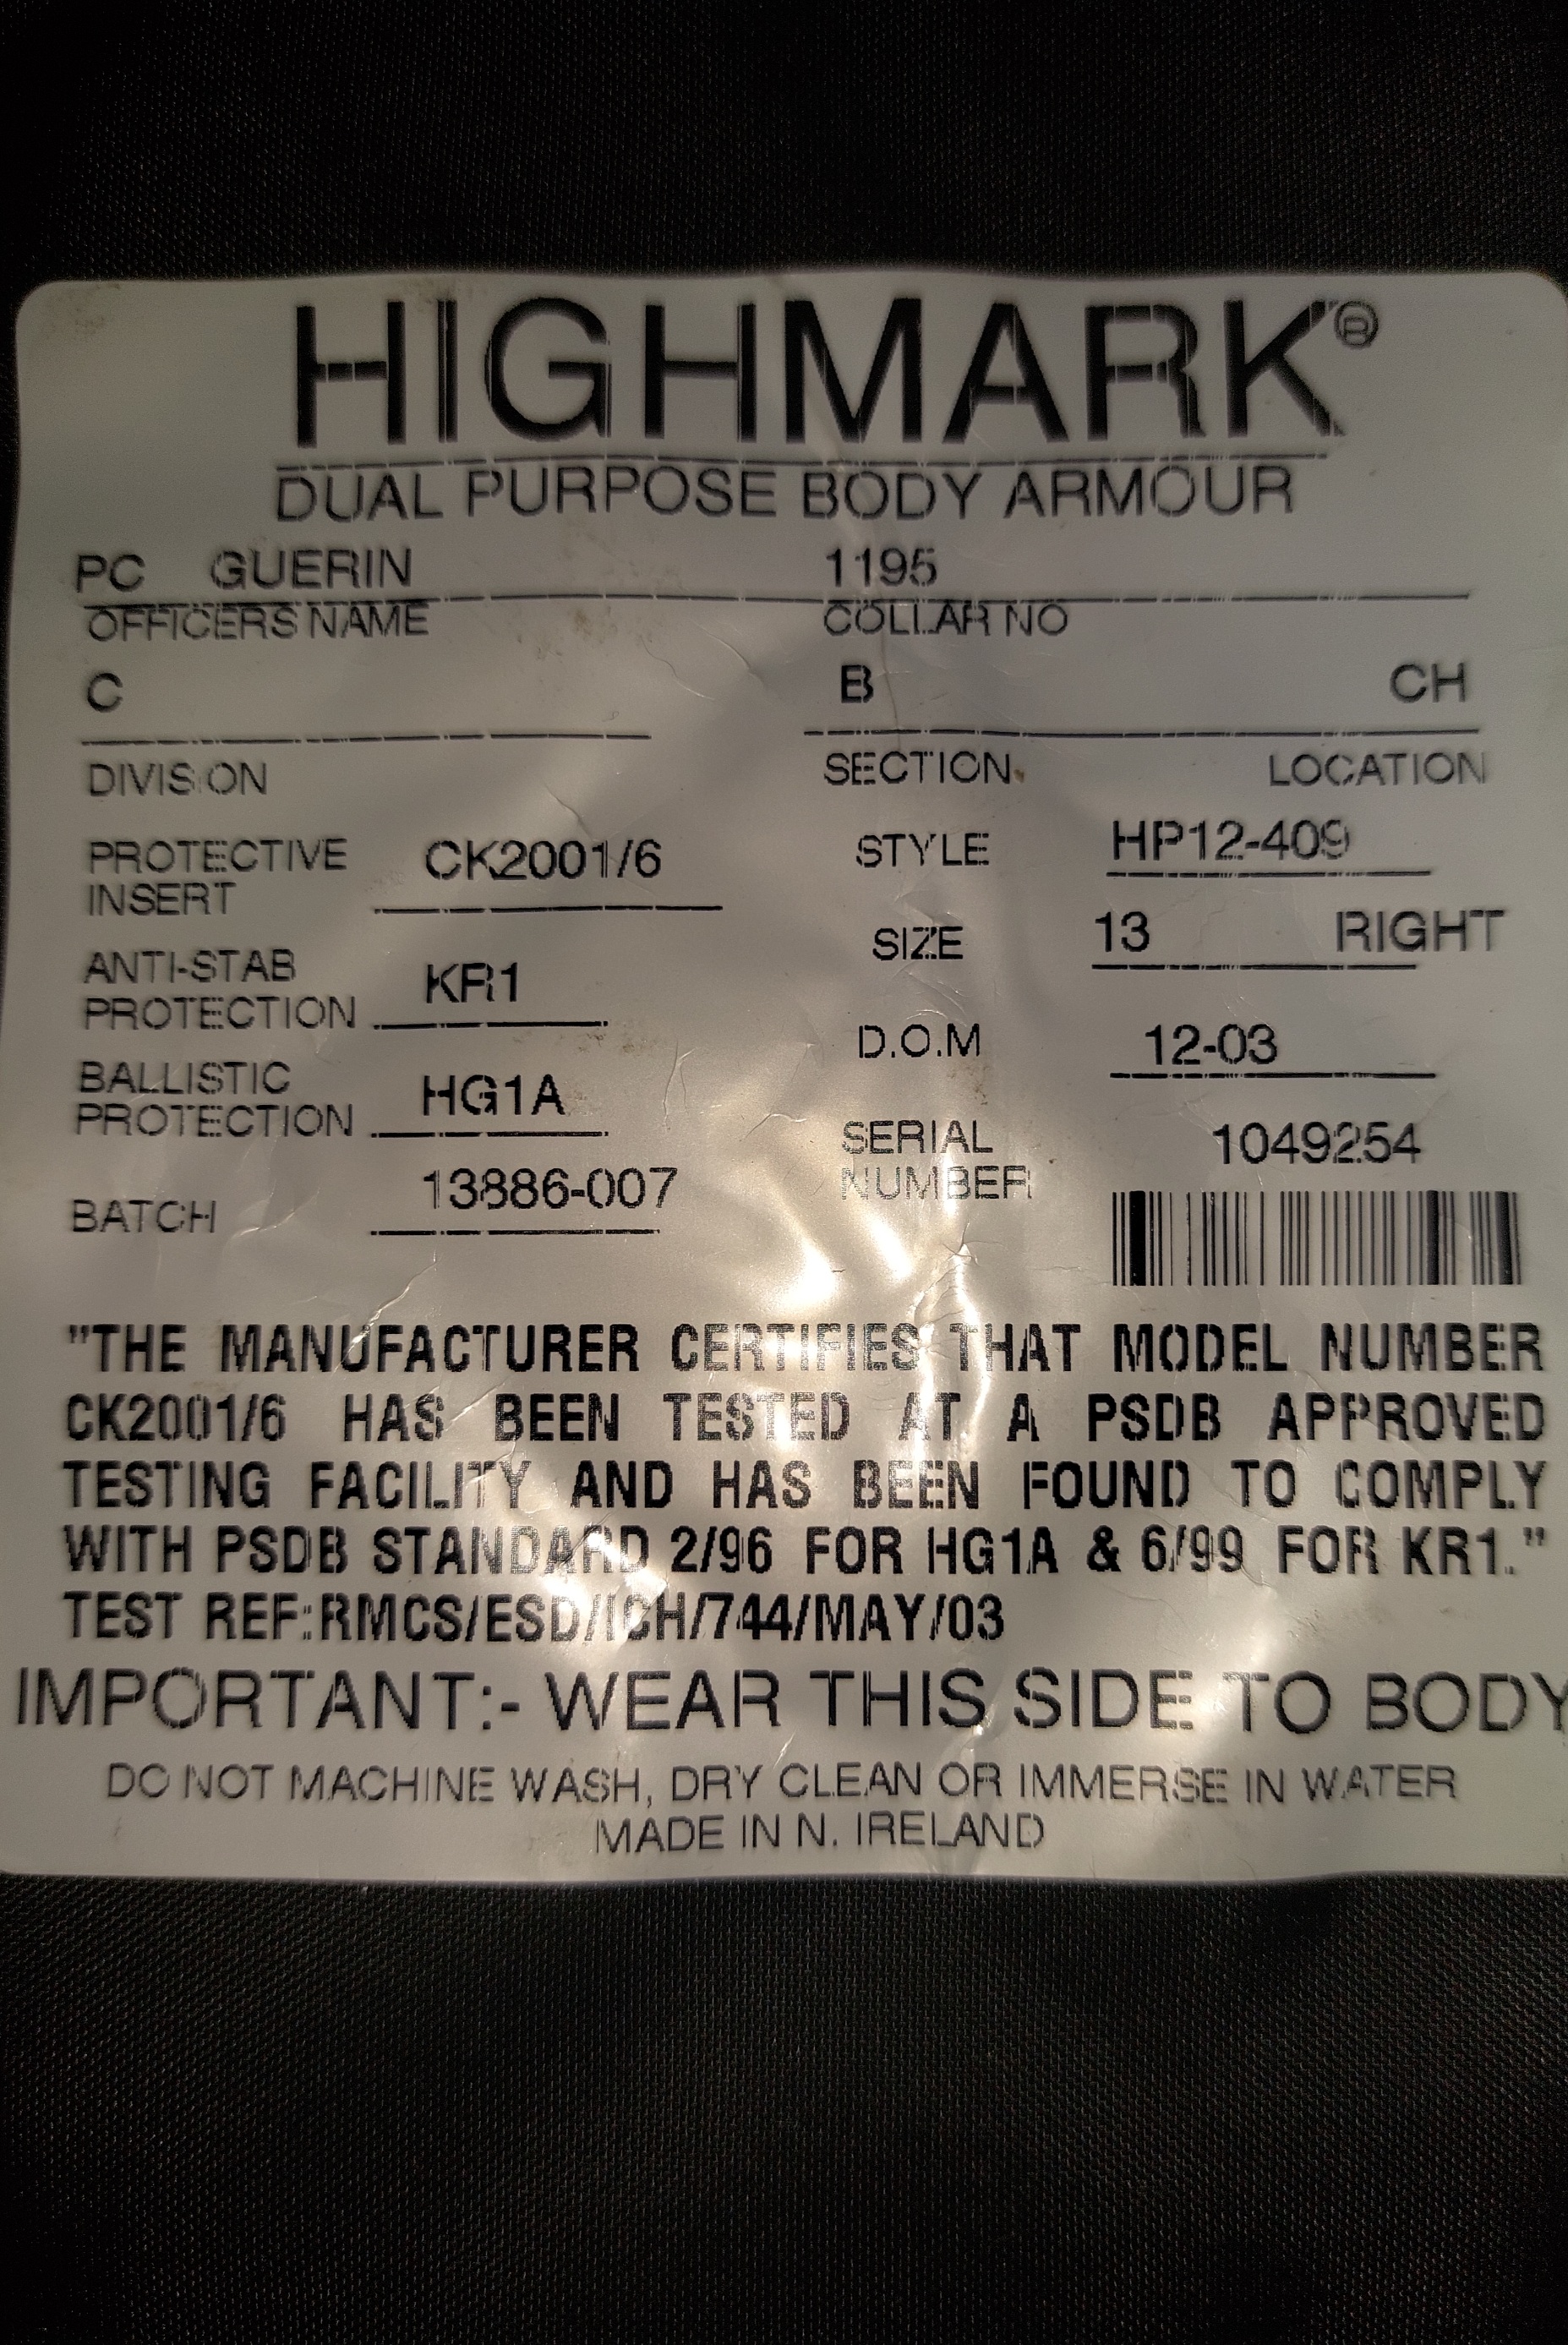 HIGHMARK®
DUAL PURPOSE BODY ARMOUR
PC GUERIN 1195
OFFICERS NAME COLLAR NO
C B CH
DIVISION SECTION LOCATION
PROTECTIVE INSERT CK2001/6 STYLE HP12-409
ANTI-STAB PROTECTION KR1 SIZE 13 RIGHT
BALLISTIC PROTECTION HG1A D.O.M 12-03
BATCH 13886-007 SERIAL NUMBER 1049254
"THE MANUFACTURER CERTIFIES THAT MODEL NUMBER
CK2001/6 HAS BEEN TESTED AT A PSDB APPROVED
TESTING FACILITY AND HAS BEEN FOUND TO COMPLY
WITH PSDB STANDARD 2/96 FOR HG1A & 6/99 FOR KR1."
TEST REF:RMCS/ESD/ICH/744/MAY/03
IMPORTANT:- WEAR THIS SIDE TO BODY
DO NOT MACHINE WASH, DRY CLEAN OR IMMERSE IN WATER
MADE IN N. IRELAND